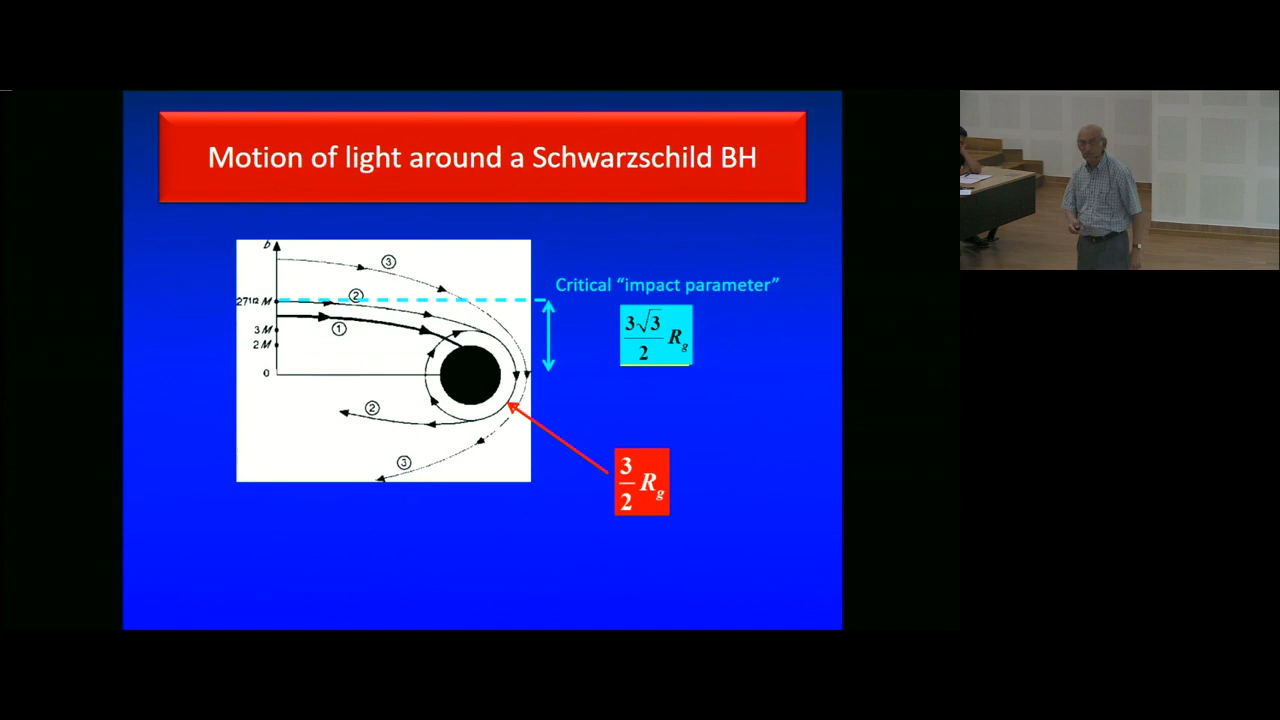 Motion of light around a Schwarzschild BH
b
③
Critical “impact parameter”
②
27^{1/2} M
3√3/2 R_g
①
3 M
2 M
0
②
③
3/2 R_g